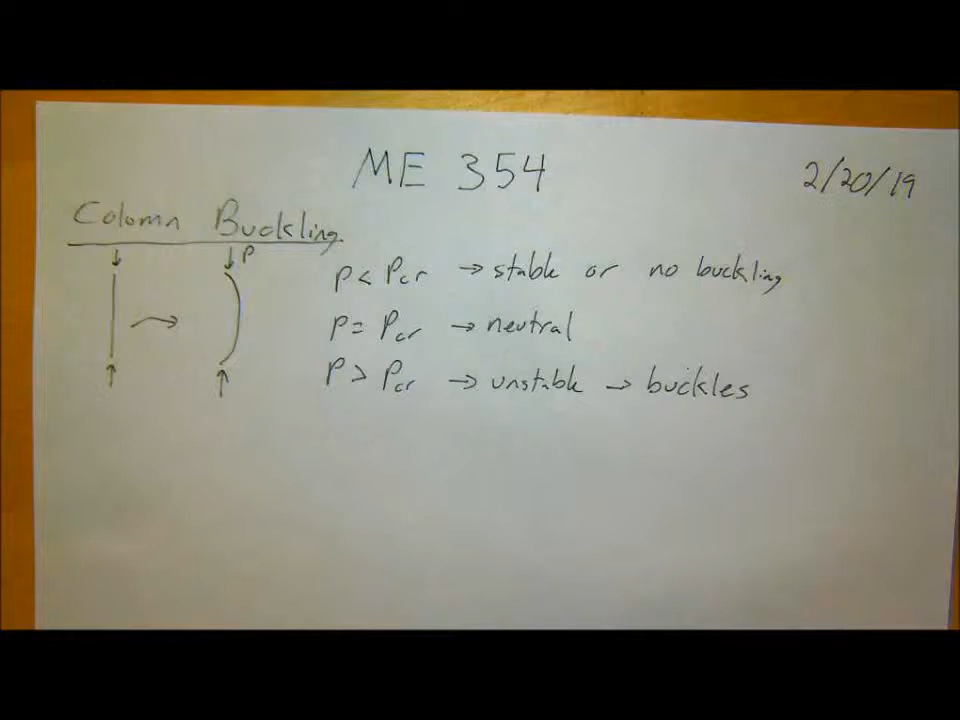 ME 354
2/20/19
Column Buckling
P
P < Pcr → stable or no buckling
P = Pcr → neutral
P > Pcr → unstable → buckles